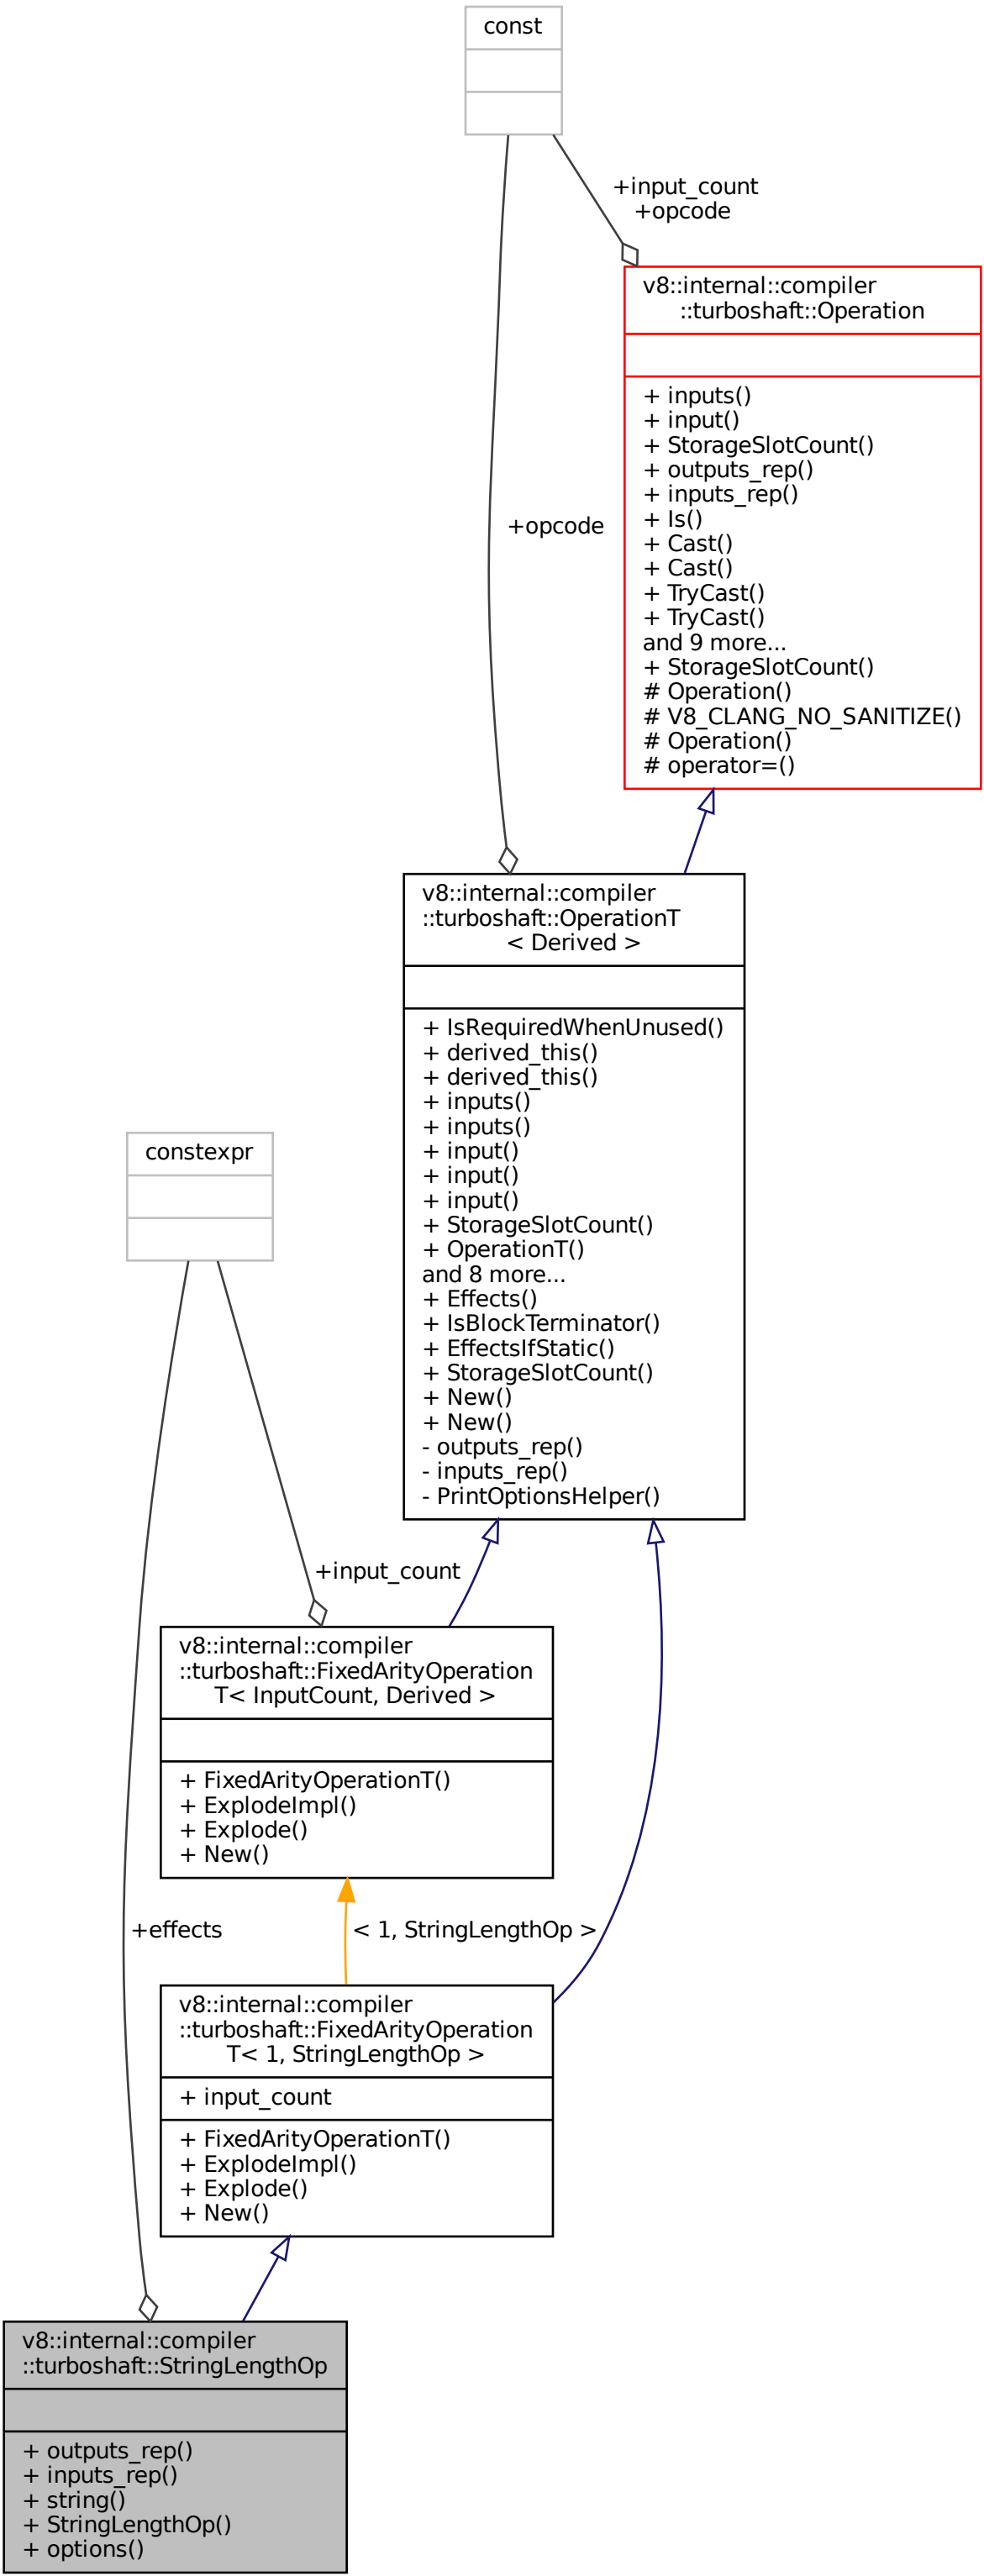 const
+input_count
+opcode
v8::internal::compiler
::turboshaft::Operation
+ inputs()
+ input()
+ StorageSlotCount()
+ outputs_rep()
+ inputs_rep()
+ Is()
+ Cast()
+ Cast()
+ TryCast()
+ TryCast()
and 9 more...
+ StorageSlotCount()
# Operation()
# V8_CLANG_NO_SANITIZE()
# Operation()
# operator=()
+opcode
v8::internal::compiler
::turboshaft::OperationT
< Derived >
+ IsRequiredWhenUnused()
+ derived_this()
+ derived_this()
+ inputs()
+ inputs()
+ input()
+ input()
+ input()
+ StorageSlotCount()
+ OperationT()
and 8 more...
+ Effects()
+ IsBlockTerminator()
+ EffectsIfStatic()
+ StorageSlotCount()
+ New()
+ New()
- outputs_rep()
- inputs_rep()
- PrintOptionsHelper()
constexpr
+input_count
v8::internal::compiler
::turboshaft::FixedArityOperation
T< InputCount, Derived >
+ FixedArityOperationT()
+ ExplodeImpl()
+ Explode()
+ New()
+effects
< 1, StringLengthOp >
v8::internal::compiler
::turboshaft::FixedArityOperation
T< 1, StringLengthOp >
+ input_count
+ FixedArityOperationT()
+ ExplodeImpl()
+ Explode()
+ New()
v8::internal::compiler
::turboshaft::StringLengthOp
+ outputs_rep()
+ inputs_rep()
+ string()
+ StringLengthOp()
+ options()